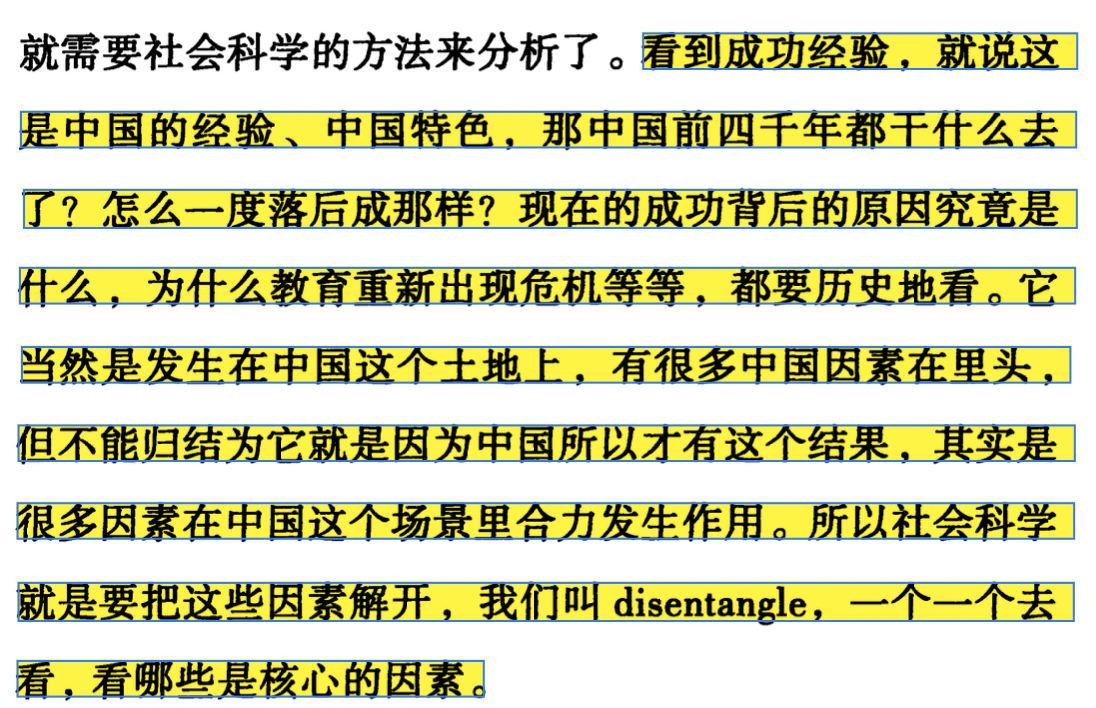 就需要社会科学的方法来分析了。看到成功经验，就说这
是中国的经验、中国特色，那中国前四千年都干什么去
了？怎么一度落后成那样？现在的成功背后的原因究竟是
什么，为什么教育重新出现危机等等，都要历史地看。它
当然是发生在中国这个土地上，有很多中国因素在里头，
但不能归结为它就是因为中国所以才有这个结果，其实是
很多因素在中国这个场景里合力发生作用。所以社会科学
就是要把这些因素解开，我们叫 disentangle，一个一个去
看，看哪些是核心的因素。